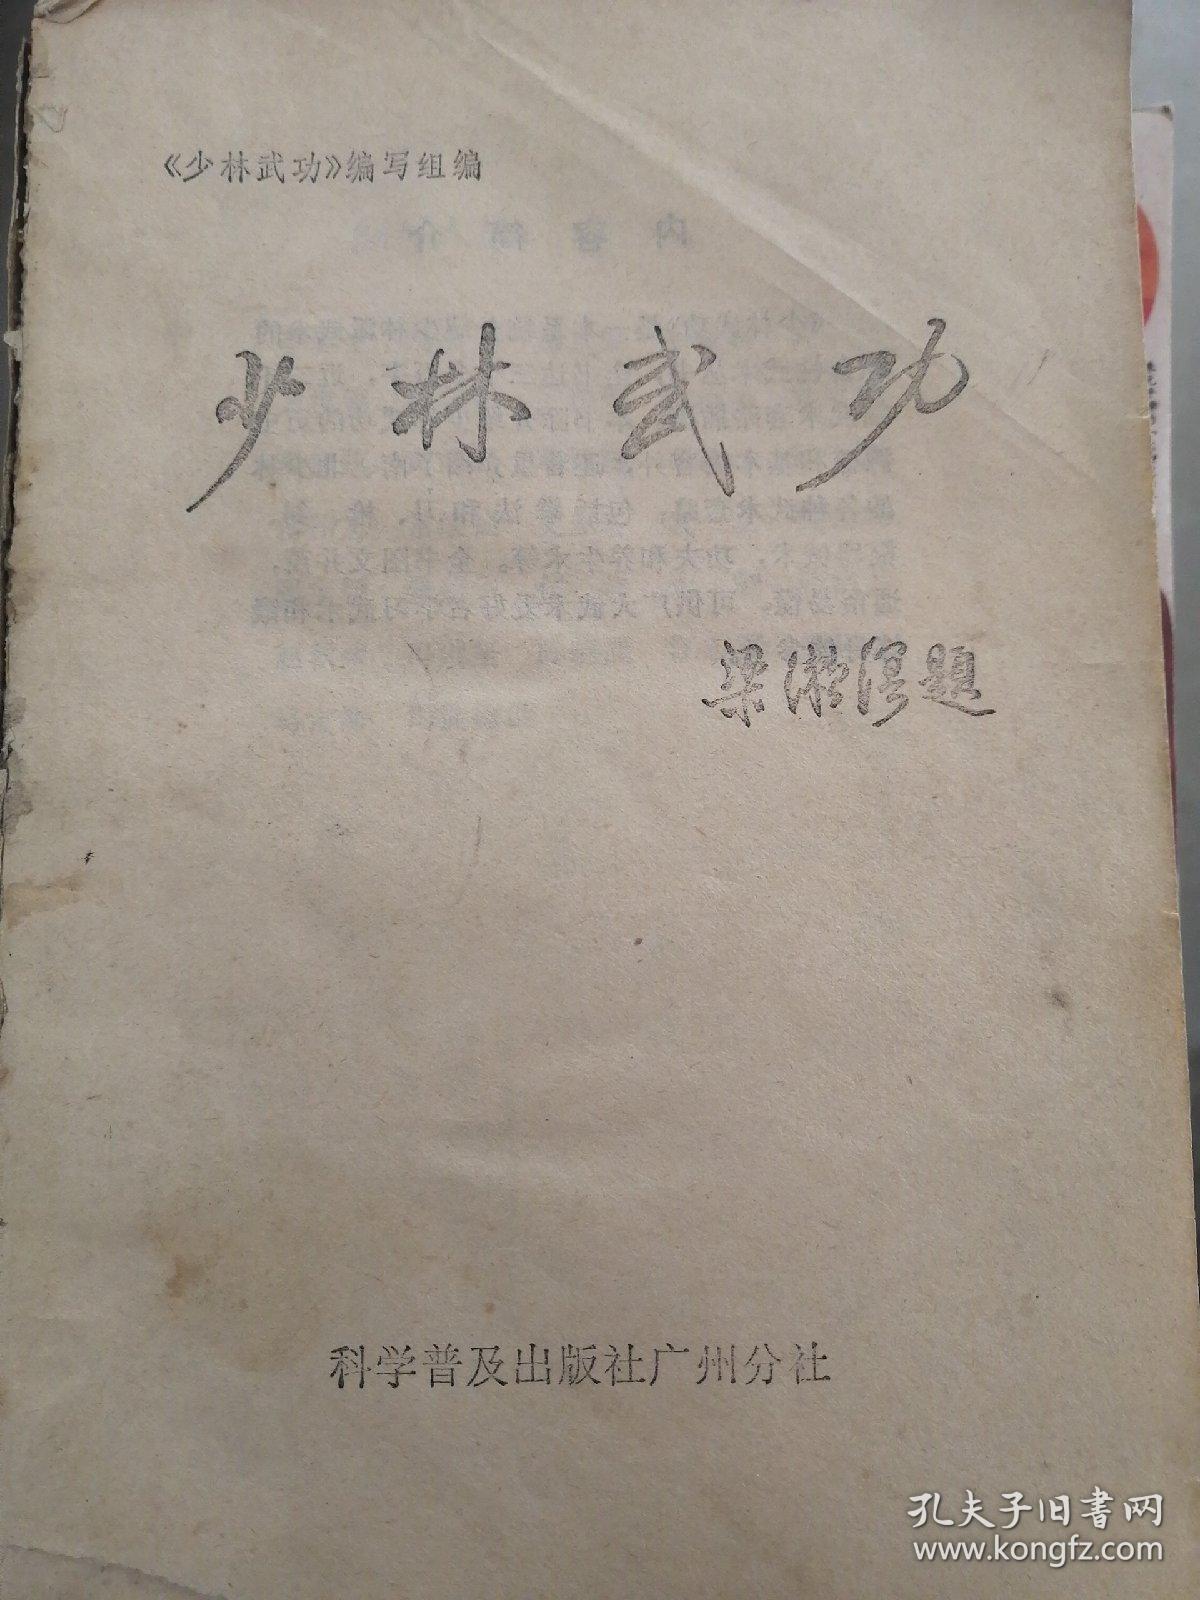 《少林武功》编写组编
少林武功
梁漱溟题
科学普及出版社广州分社
孔夫子旧书网
www.kongfz.com